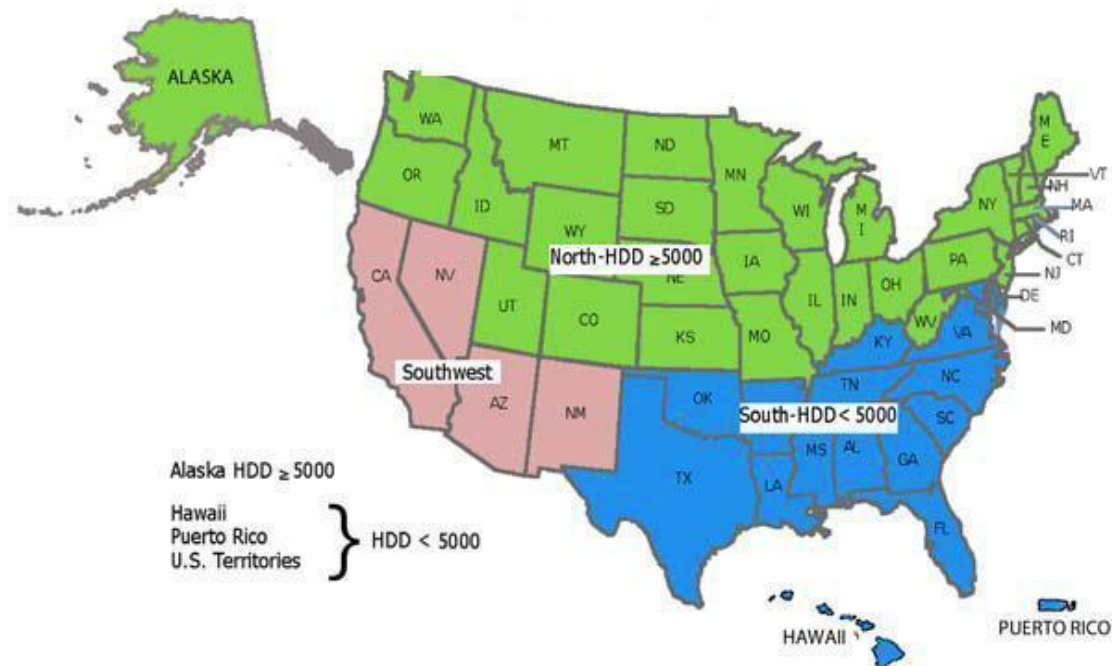 ALASKA
WA
MT
ND
MN
OR
ID
SD
WI
M
I
M
E
VT
NH
NY
MA
WY
North-HDD ≥5000
NE
IA
PA
RI
CT
NJ
CA
NV
UT
CO
IL
IN
OH
DE
MD
WV
VA
KS
MO
KY
Southwest
AZ
NM
OK
TN
NC
South-HDD < 5000
SC
MS
AL
GA
TX
LA
FL
Alaska HDD ≥ 5000
Hawaii
Puerto Rico
U.S. Territories
HDD < 5000
HAWAII
PUERTO RICO